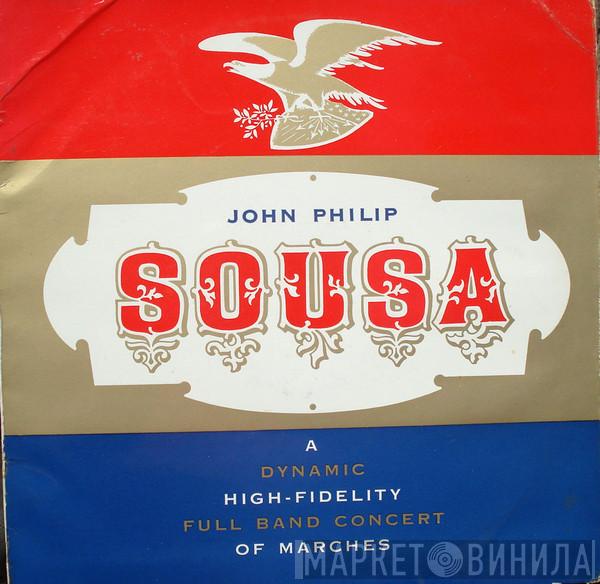 JOHN PHILIP
SOUSA
A
DYNAMIC
HIGH-FIDELITY
FULL BAND CONCERT
OF MARCHES
МАРКЕТ ВИНИЛА